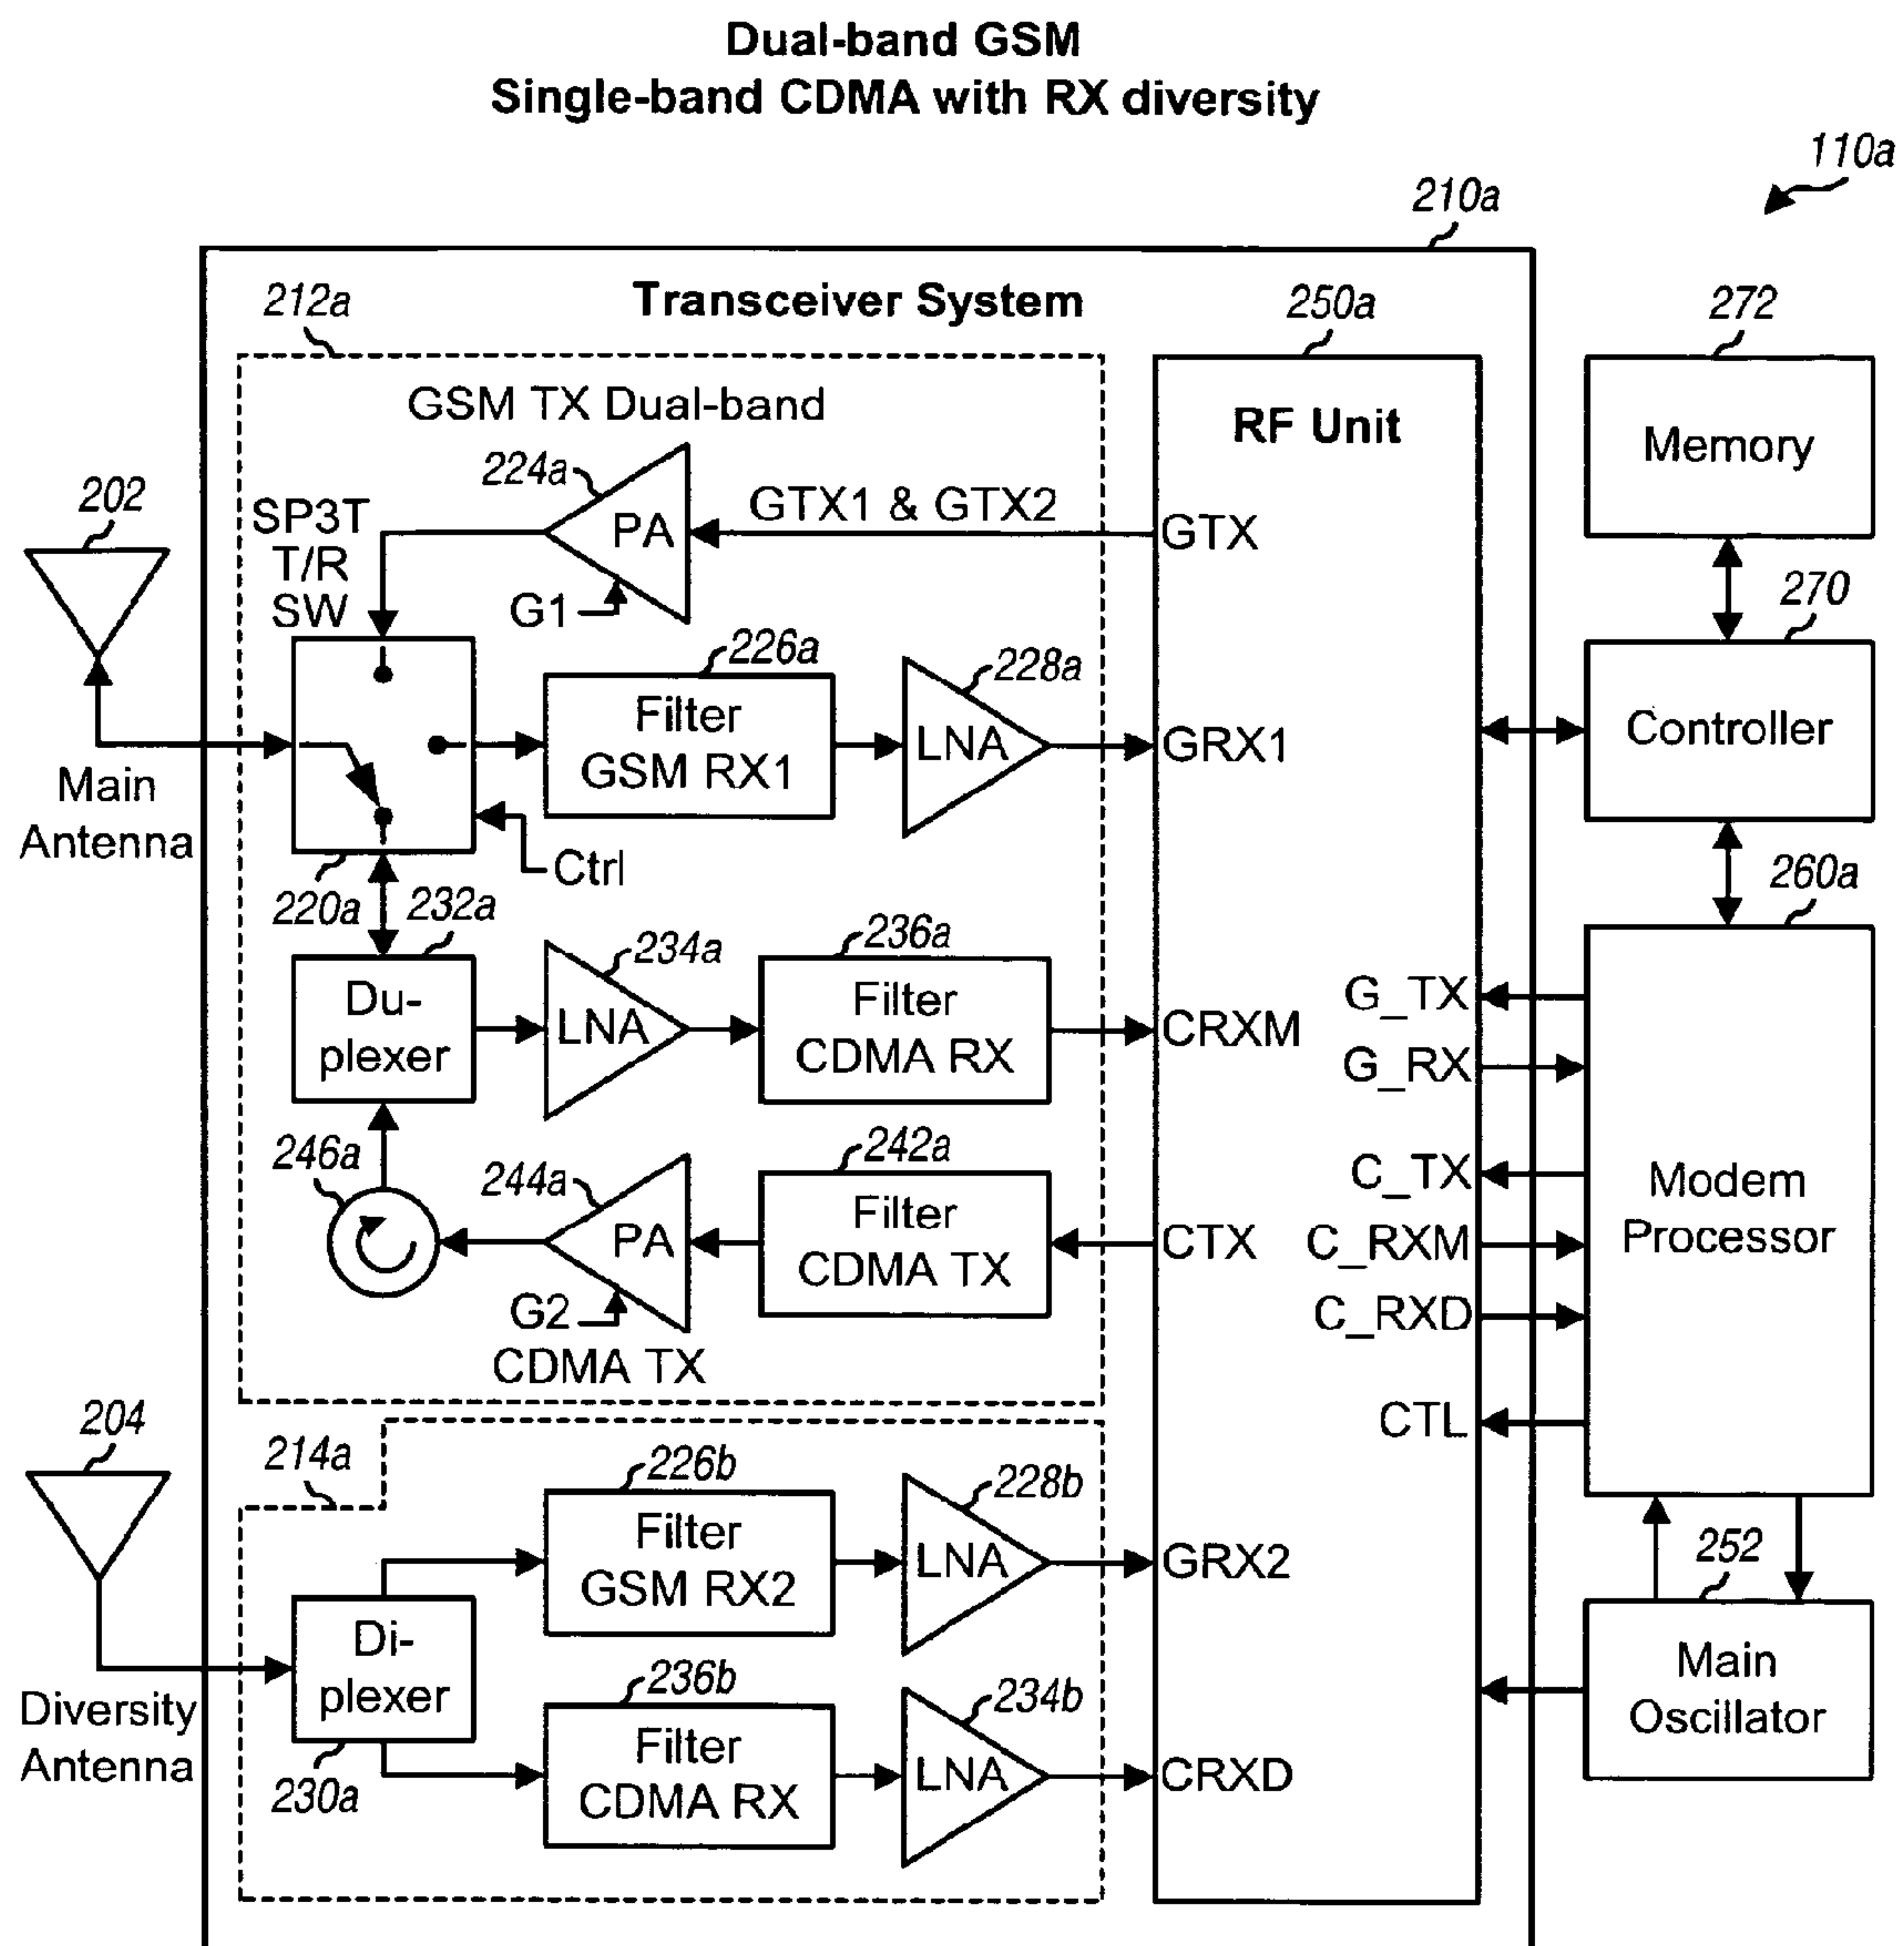 Dual-band GSM
Single-band CDMA with RX diversity
110a
210a
212a
Transceiver System
250a
272
GSM TX Dual-band
RF Unit
Memory
224a
202
SP3T
T/R
SW
PA
GTX1 & GTX2
GTX
G1
270
226a
228a
Filter
GSM RX1
LNA
GRX1
Controller
Main
Antenna
Ctrl
220a
232a
260a
234a
236a
Du-
plexer
LNA
Filter
CDMA RX
CRXM
G_TX
G_RX
246a
244a
242a
C_TX
Modem
Processor
PA
Filter
CDMA TX
CTX
C_RXM
G2
C_RXD
CDMA TX
204
CTL
214a
226b
228b
Filter
GSM RX2
LNA
GRX2
252
Di-
plexer
236b
234b
Main
Oscillator
Diversity
Antenna
230a
Filter
CDMA RX
LNA
CRXD